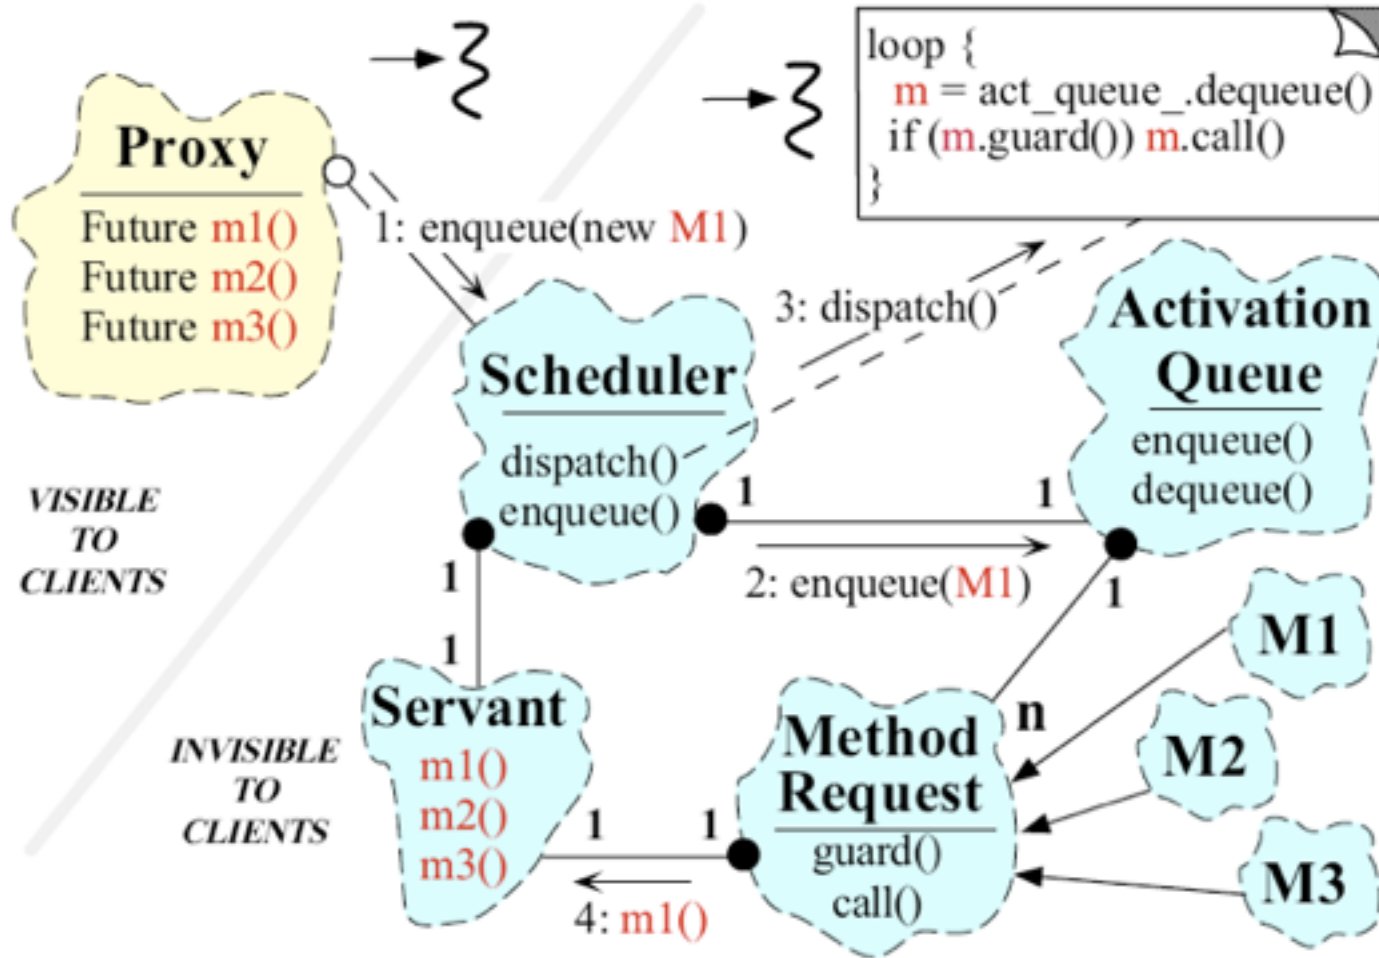 Proxy
Future m1()
Future m2()
Future m3()
loop {
m = act_queue_.dequeue()
if (m.guard()) m.call()
}
1: enqueue(new M1)
3: dispatch()
Scheduler
dispatch()
enqueue()
Activation
Queue
enqueue()
dequeue()
VISIBLE
TO
CLIENTS
1
1
2: enqueue(M1)
1
1
1
n
M1
M2
M3
INVISIBLE
TO
CLIENTS
Servant
m1()
m2()
m3()
1
1
4: m1()
Method
Request
guard()
call()